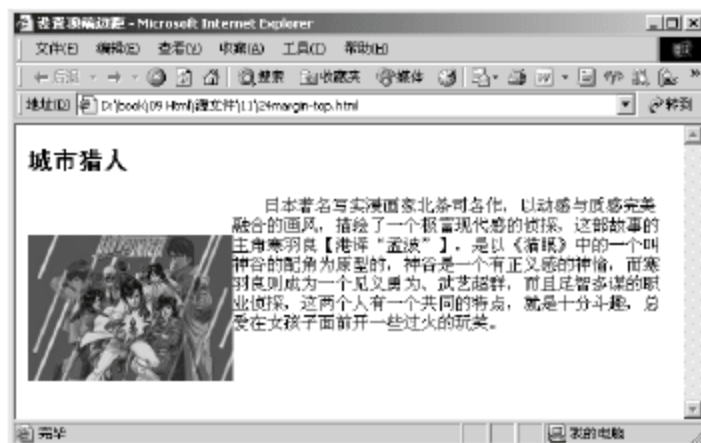 设置顶端边距 - Microsoft Internet Explorer
文件(F) 编辑(E) 查看(V) 收藏(A) 工具(T) 帮助(H)
后退 搜索 收藏夹 媒体
地址(D) D:\book\09 Html\源文件\11\24margin-top.html 转到
城市猎人
日本著名写实漫画家北条司名作，以动感与质感完美
融合的画风，描绘了一个极富现代感的侦探，这部故事的
主角寒羽良【港译“孟波”】，是以《猫眼》中的一个叫
神谷的配角为原型的，神谷是一个有正义感的神偷，而寒
羽良则成为一个见义勇为、武艺超群，而且足智多谋的职
业侦探，这两个人有一个共同的特点，就是十分斗趣，总
爱在女孩子面前开一些过火的玩笑。
完毕 我的电脑